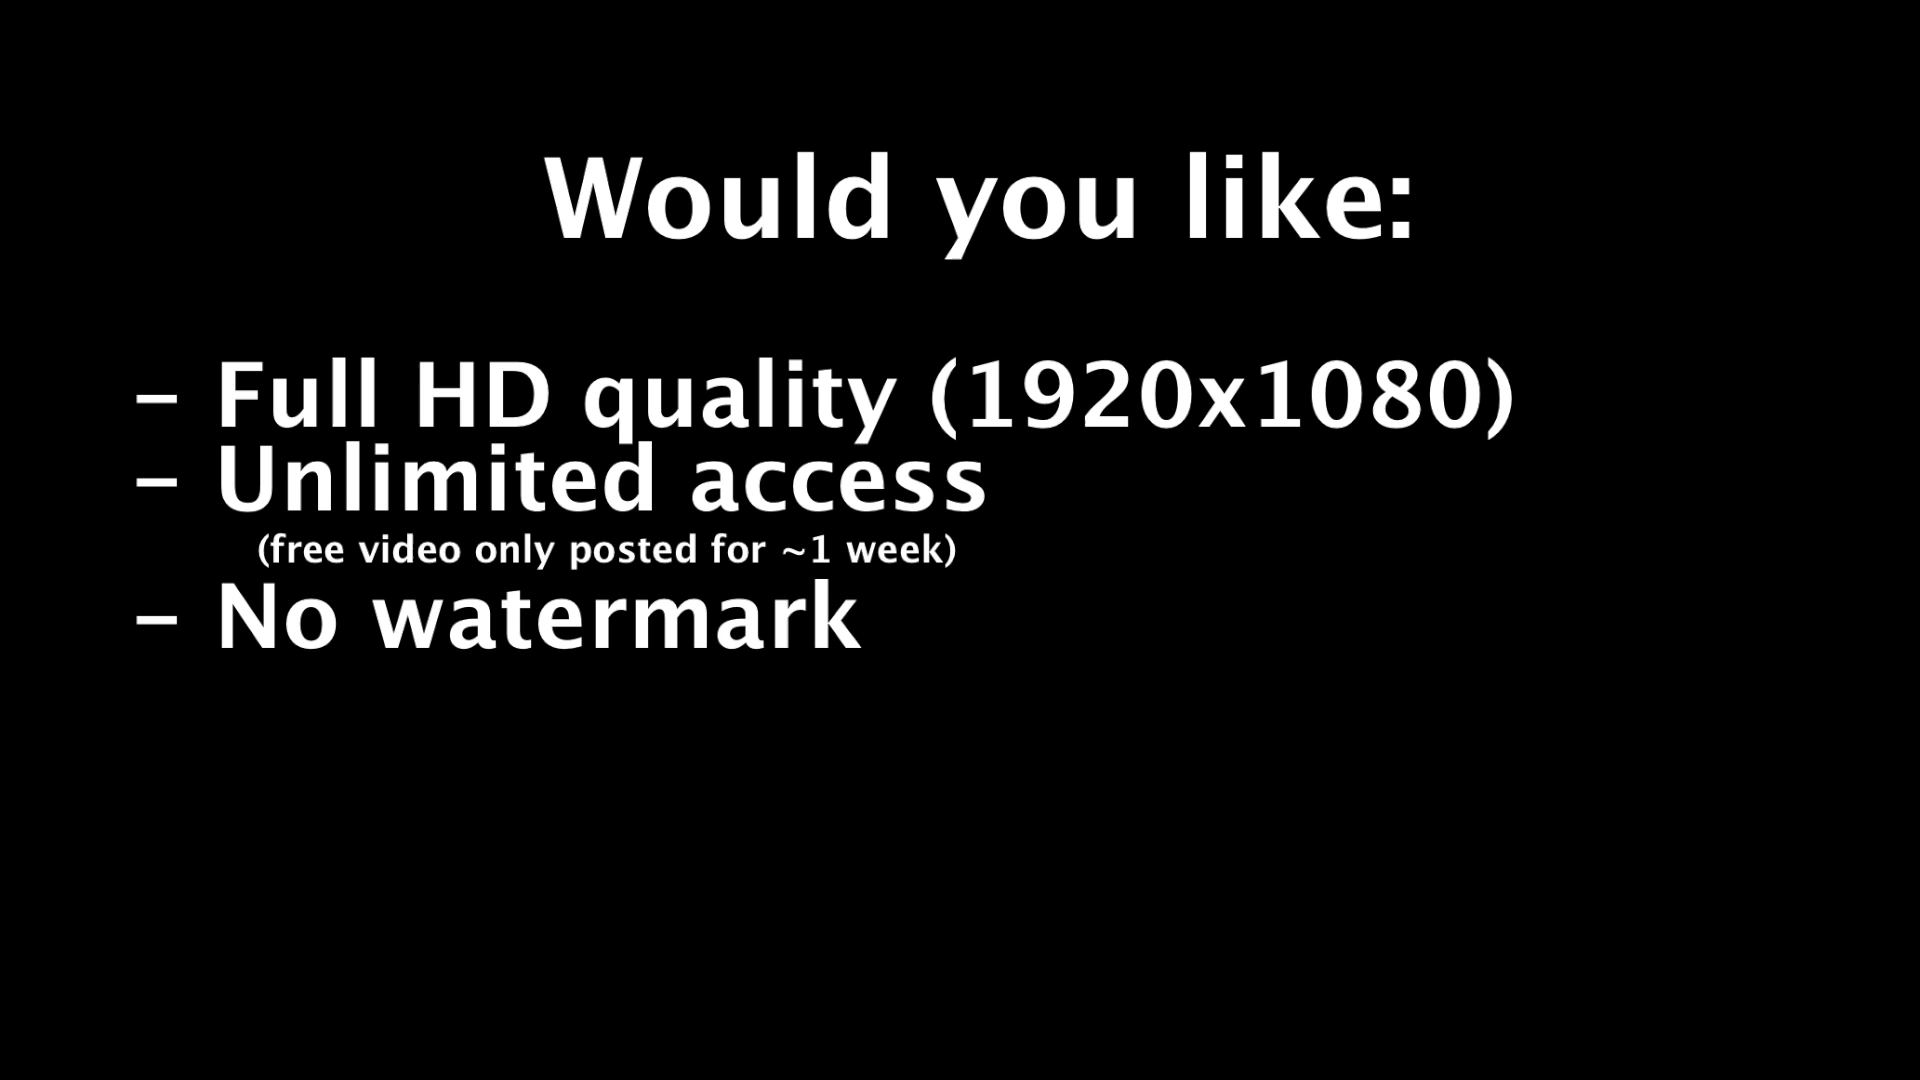 Would you like:
- Full HD quality (1920x1080)
- Unlimited access
(free video only posted for ~1 week)
- No watermark